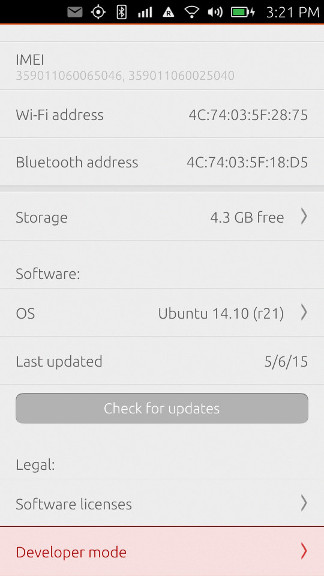 3:21 PM
IMEI
359011060065046, 359011060025040
Wi-Fi address 4C:74:03:5F:28:75
Bluetooth address 4C:74:03:5F:18:D5
Storage 4.3 GB free
Software:
OS Ubuntu 14.10 (r21)
Last updated 5/6/15
Check for updates
Legal:
Software licenses
Developer mode